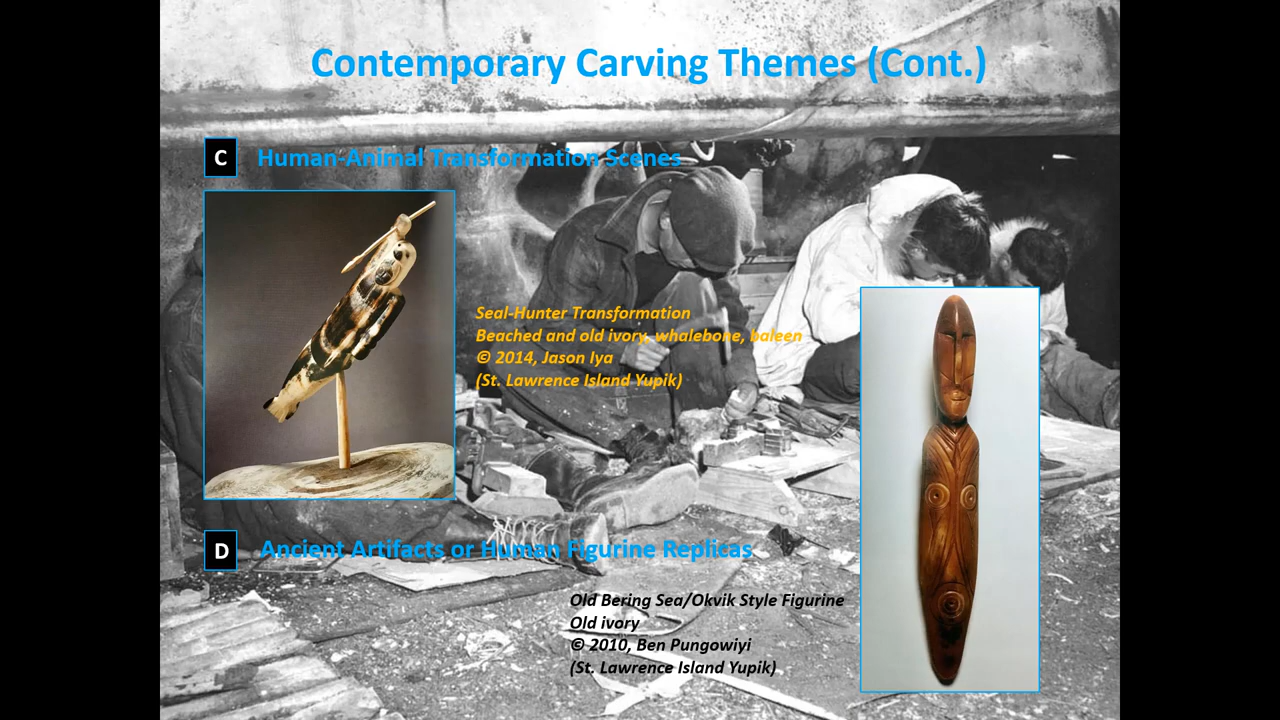 Contemporary Carving Themes (Cont.)
C
Human-Animal Transformation Scenes
Seal-Hunter Transformation
Beached and old ivory, whalebone, baleen
© 2014, Jason Iya
(St. Lawrence Island Yupik)
D
Ancient Artifacts or Human Figurine Replicas
Old Bering Sea/Okvik Style Figurine
Old ivory
© 2010, Ben Pungowiyi
(St. Lawrence Island Yupik)